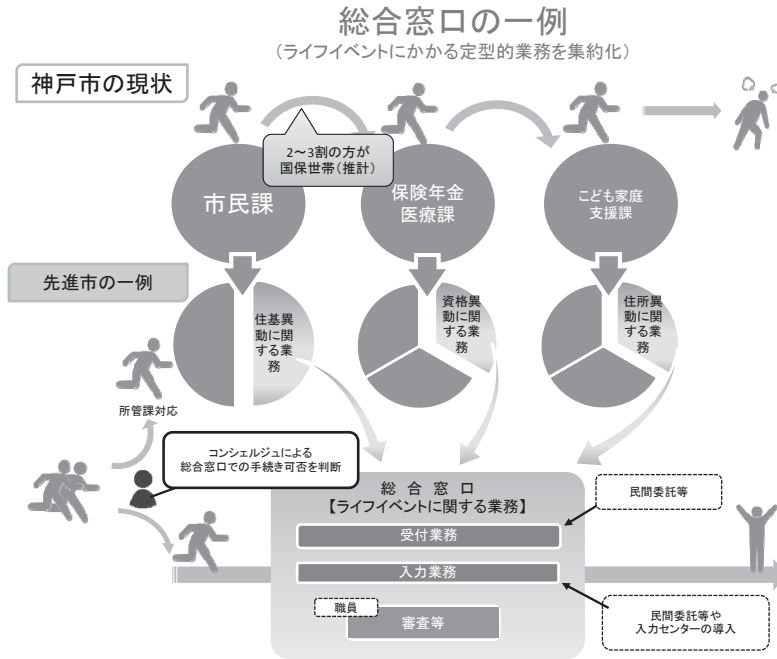 総合窓口の一例
(ライフイベントにかかる定型的業務を集約化)
神戸市の現状
2～3割の方が
国保世帯(推計)
市民課
保険年金
医療課
こども家庭
支援課
先進市の一例
住基異
動に関
する業
務
資格異
動に関
する業
務
住所異
動に関
する業
務
所管課対応
コンシェルジュによる
総合窓口での手続き可否を判断
総合窓口
【ライフイベントに関する業務】
民間委託等
受付業務
入力業務
職員
審査等
民間委託等や
入力センターの導入